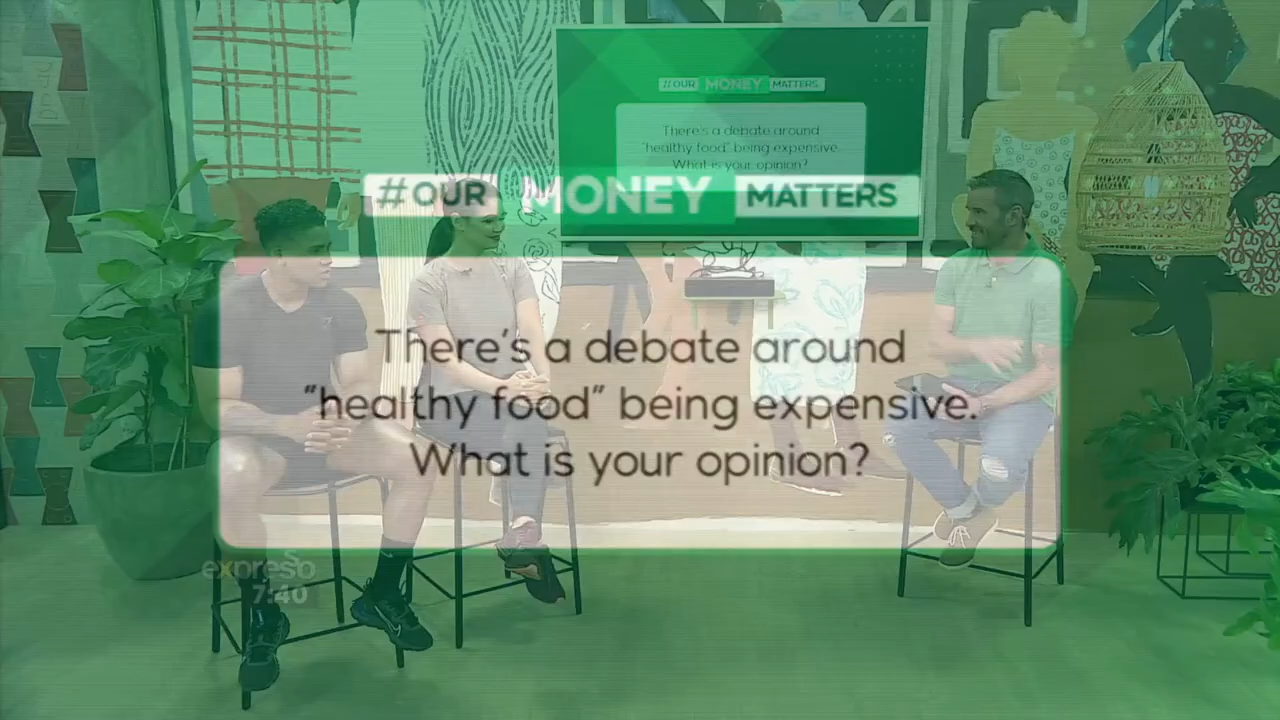 #OUR MONEY MATTERS
There's a debate around
"healthy food" being expensive.
What is your opinion?
#OUR MONEY MATTERS
There's a debate around
"healthy food" being expensive.
What is your opinion?
expreso
7:40